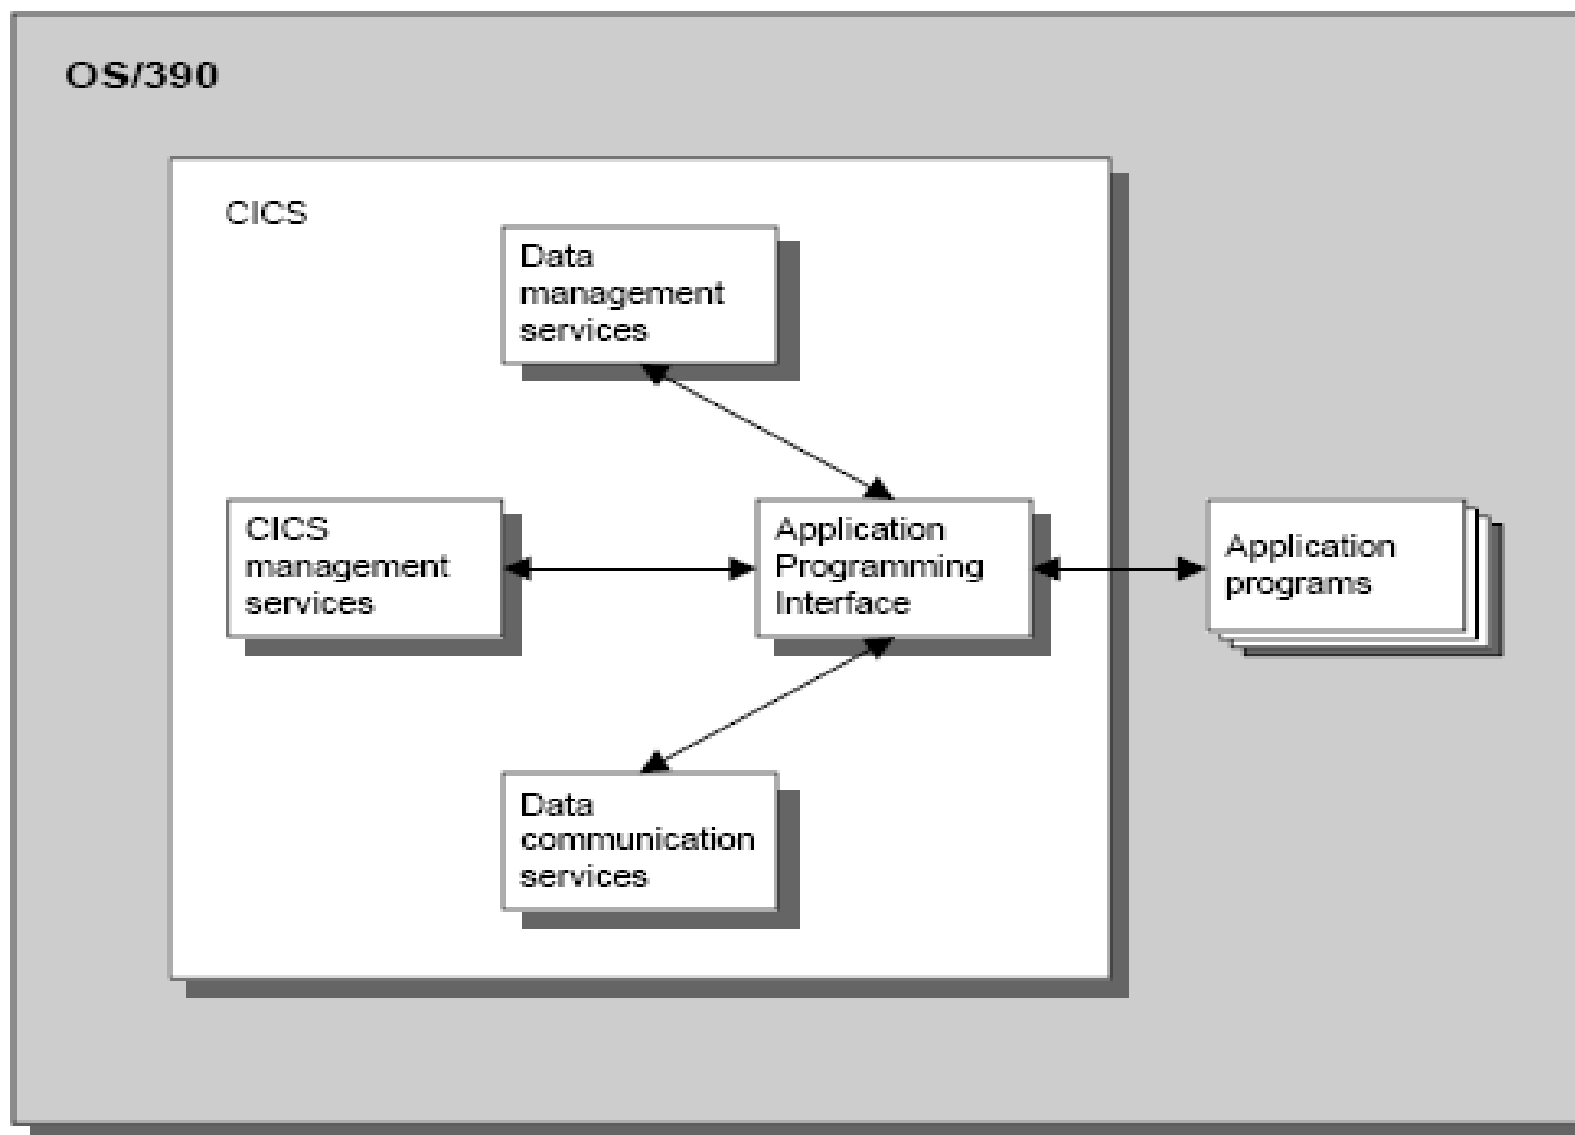 OS/390
CICS
Data
management
services
CICS
management
services
Application
Programming
Interface
Application
programs
Data
communication
services